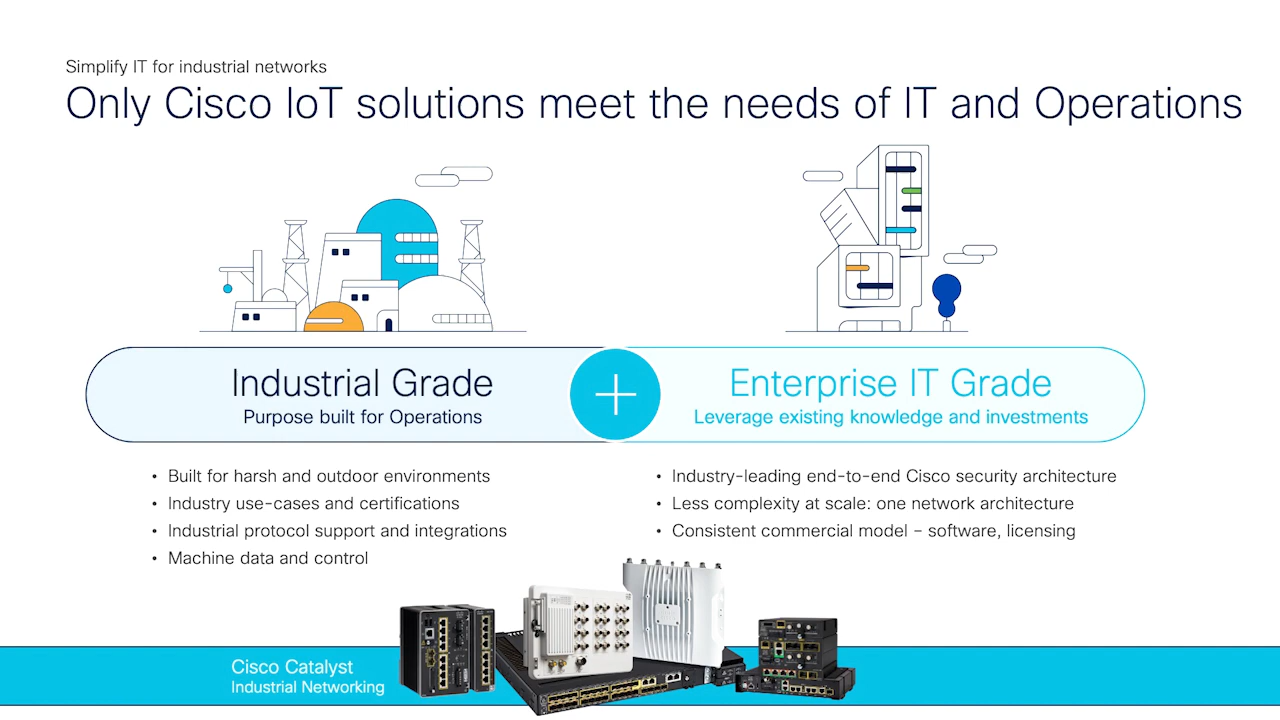 Simplify IT for industrial networks
Only Cisco IoT solutions meet the needs of IT and Operations
Industrial Grade
Purpose built for Operations
Enterprise IT Grade
Leverage existing knowledge and investments
• Built for harsh and outdoor environments
• Industry use-cases and certifications
• Industrial protocol support and integrations
• Machine data and control
• Industry-leading end-to-end Cisco security architecture
• Less complexity at scale: one network architecture
• Consistent commercial model – software, licensing
Cisco Catalyst
Industrial Networking